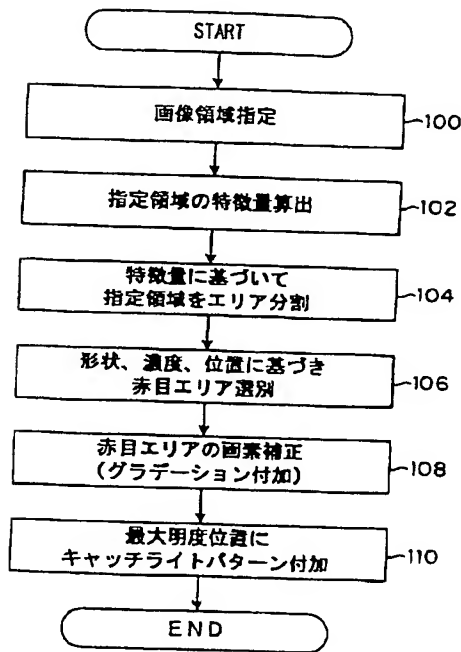 START
画像領域指定
100
指定領域の特徴量算出
102
特徴量に基づいて
指定領域をエリア分割
104
形状、濃度、位置に基づき
赤目エリア選別
106
赤目エリアの画素補正
(グラデーション付加)
108
最大明度位置に
キャッチライトパターン付加
110
END